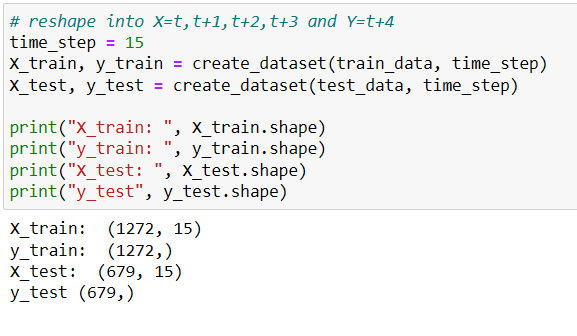 # reshape into X=t,t+1,t+2,t+3 and Y=t+4
time_step = 15
X_train, y_train = create_dataset(train_data, time_step)
X_test, y_test = create_dataset(test_data, time_step)
print("X_train: ", X_train.shape)
print("y_train: ", y_train.shape)
print("X_test: ", X_test.shape)
print("y_test", y_test.shape)
X_train:  (1272, 15)
y_train:  (1272,)
X_test:  (679, 15)
y_test (679,)